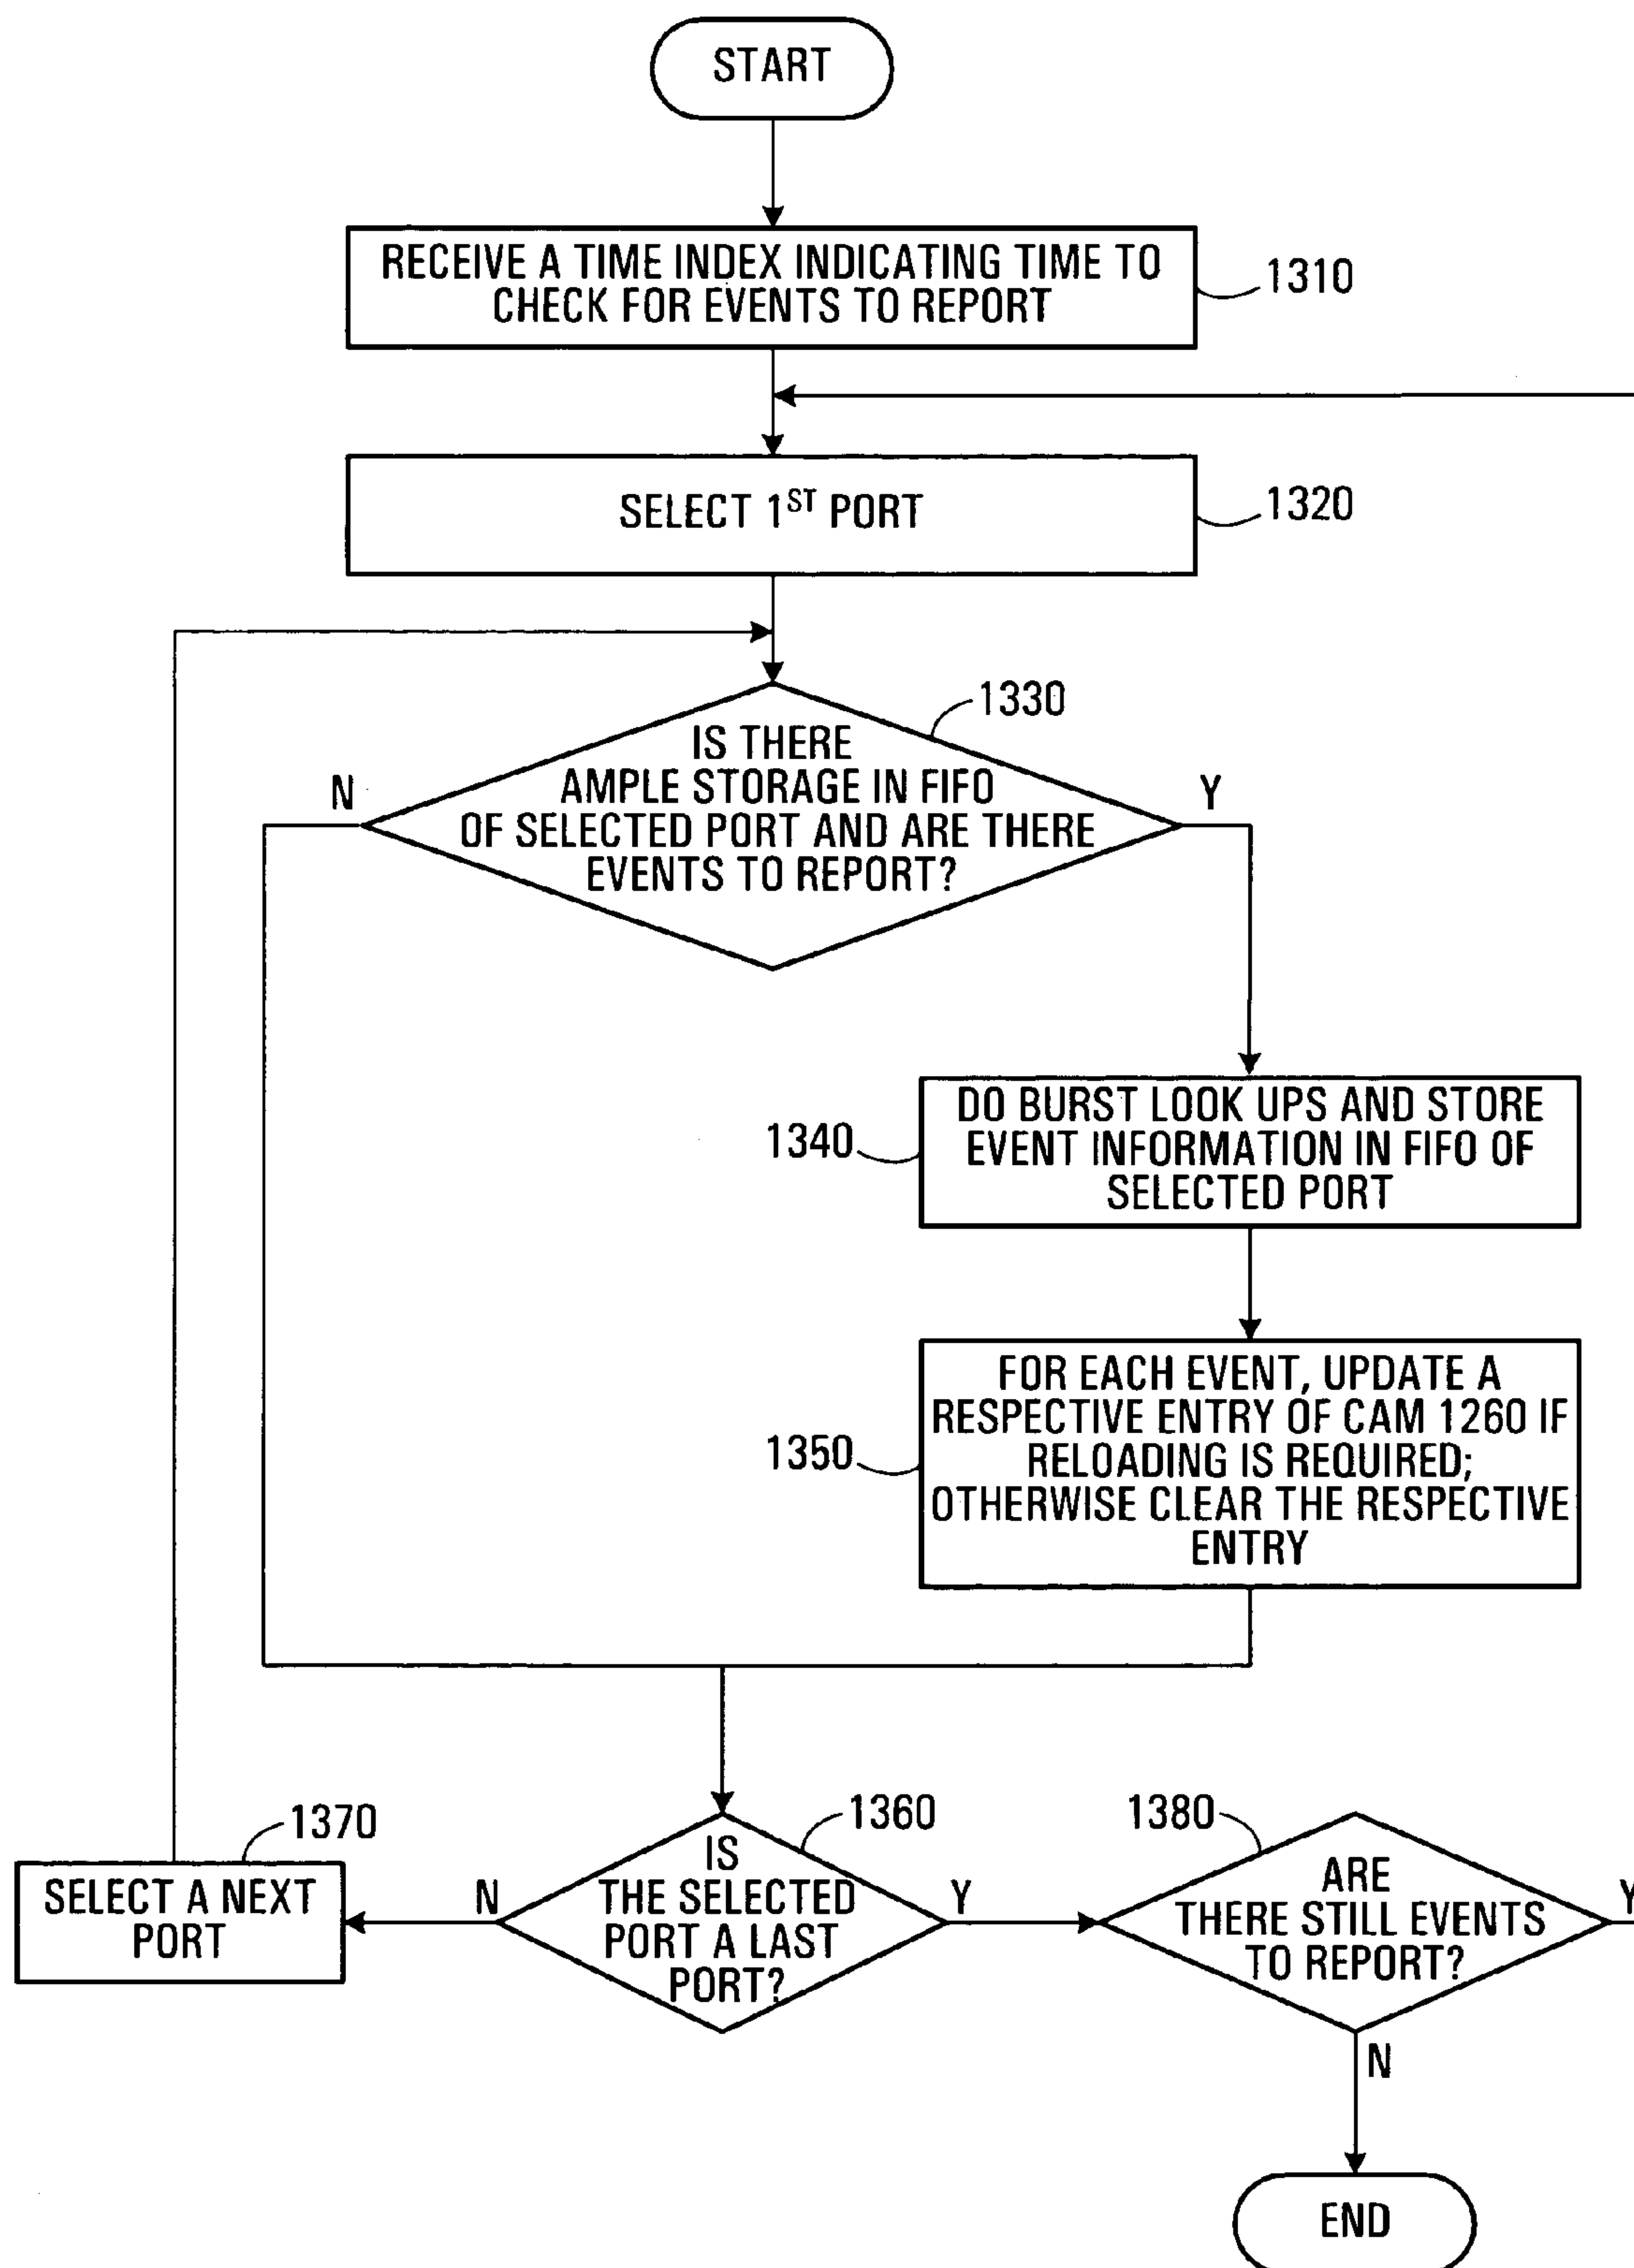 START
RECEIVE A TIME INDEX INDICATING TIME TO
CHECK FOR EVENTS TO REPORT
1310
SELECT 1ST PORT
1320
1330
IS THERE
AMPLE STORAGE IN FIFO
OF SELECTED PORT AND ARE THERE
EVENTS TO REPORT?
N
Y
1340
DO BURST LOOK UPS AND STORE
EVENT INFORMATION IN FIFO OF
SELECTED PORT
1350
FOR EACH EVENT, UPDATE A
RESPECTIVE ENTRY OF CAM 1260 IF
RELOADING IS REQUIRED;
OTHERWISE CLEAR THE RESPECTIVE
ENTRY
1370
SELECT A NEXT
PORT
N
1360
IS
THE SELECTED
PORT A LAST
PORT?
Y
1380
ARE
THERE STILL EVENTS
TO REPORT?
Y
N
END